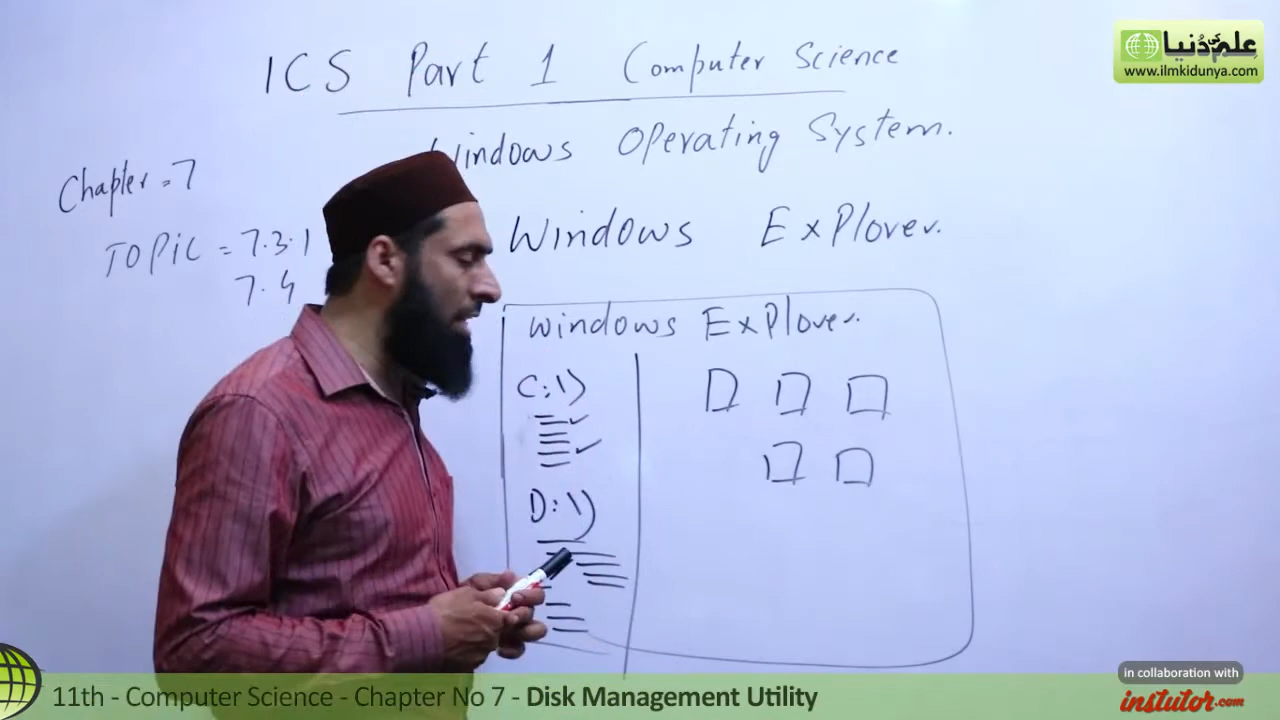 علم کی دنیا
www.ilmkidunya.com
ICS Part 1 Computer Science
Windows Operating System.
Chapter = 7
Windows Explorer.
TOPIC = 7.3.1
7.4
Windows Explorer.
C:\)
D:\)
in collaboration with
instutor.com
11th - Computer Science - Chapter No 7 - Disk Management Utility